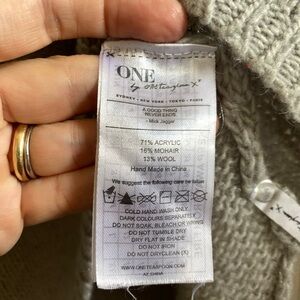 ONE
by OneTeaspoon X
SYDNEY • NEW YORK • TOKYO • PARIS
A GOOD THING
NEVER ENDS.
- Mick Jagger
71% ACRYLIC
16% MOHAIR
13% WOOL
Hand Made in China
We suggest the following care
COLD HAND WASH ONLY
DARK COLOURS SEPARATELY
DO NOT SOAK, BLEACH OR WRING
DO NOT TUMBLE DRY
DRY FLAT IN SHADE
DO NOT IRON
DO NOT DRYCLEAN (X)
WWW.ONETEASPOON.COM